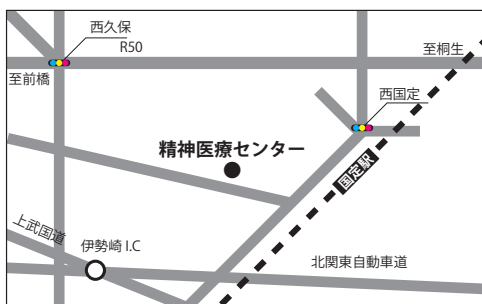 西久保
R50
至桐生
至前橋
西国定
精神医療センター
国定駅
上武国道
伊勢崎 I.C
北関東自動車道